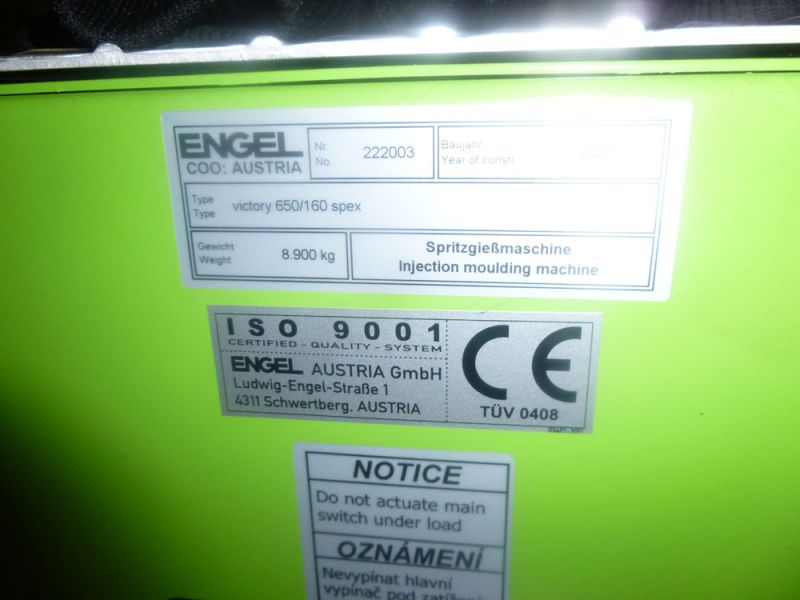 ENGEL
COO: AUSTRIA
Nr.
No.
222003
Baujahr
Year of constr.
Type
Type
victory 650/160 spex
Gewicht
Weight
8.900 kg
Spritzgießmaschine
Injection moulding machine
ISO 9001
CERTIFIED - QUALITY - SYSTEM
ENGEL AUSTRIA GmbH
Ludwig-Engel-Straße 1
4311 Schwertberg, AUSTRIA
CE
TÜV 0408
NOTICE
Do not actuate main
switch under load
OZNÁMENÍ
Nevypínat hlavní
vypínač pod